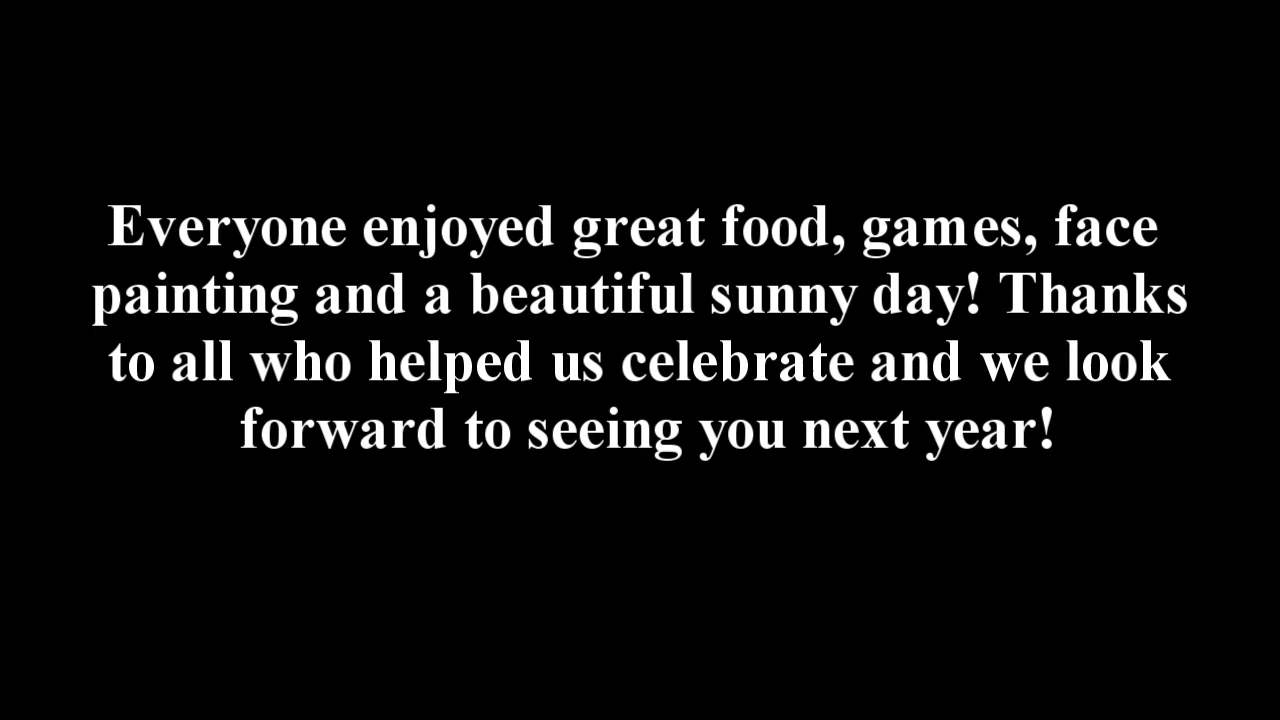 Everyone enjoyed great food, games, face
painting and a beautiful sunny day! Thanks
to all who helped us celebrate and we look
forward to seeing you next year!